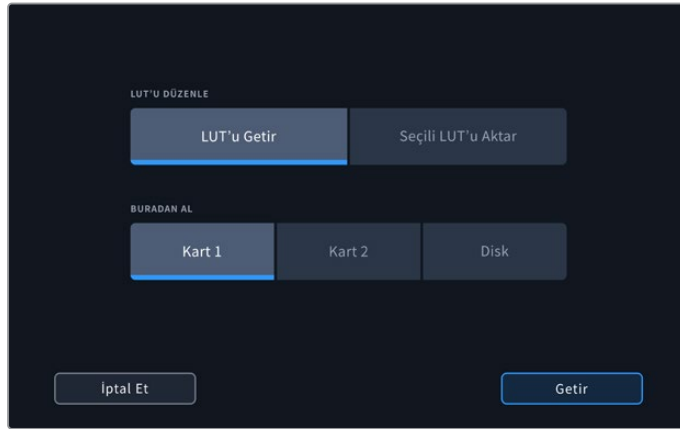 LUT'U DÜZENLE
LUT'u Getir Seçili LUT'u Aktar
BURADAN AL
Kart 1 Kart 2 Disk
İptal Et Getir